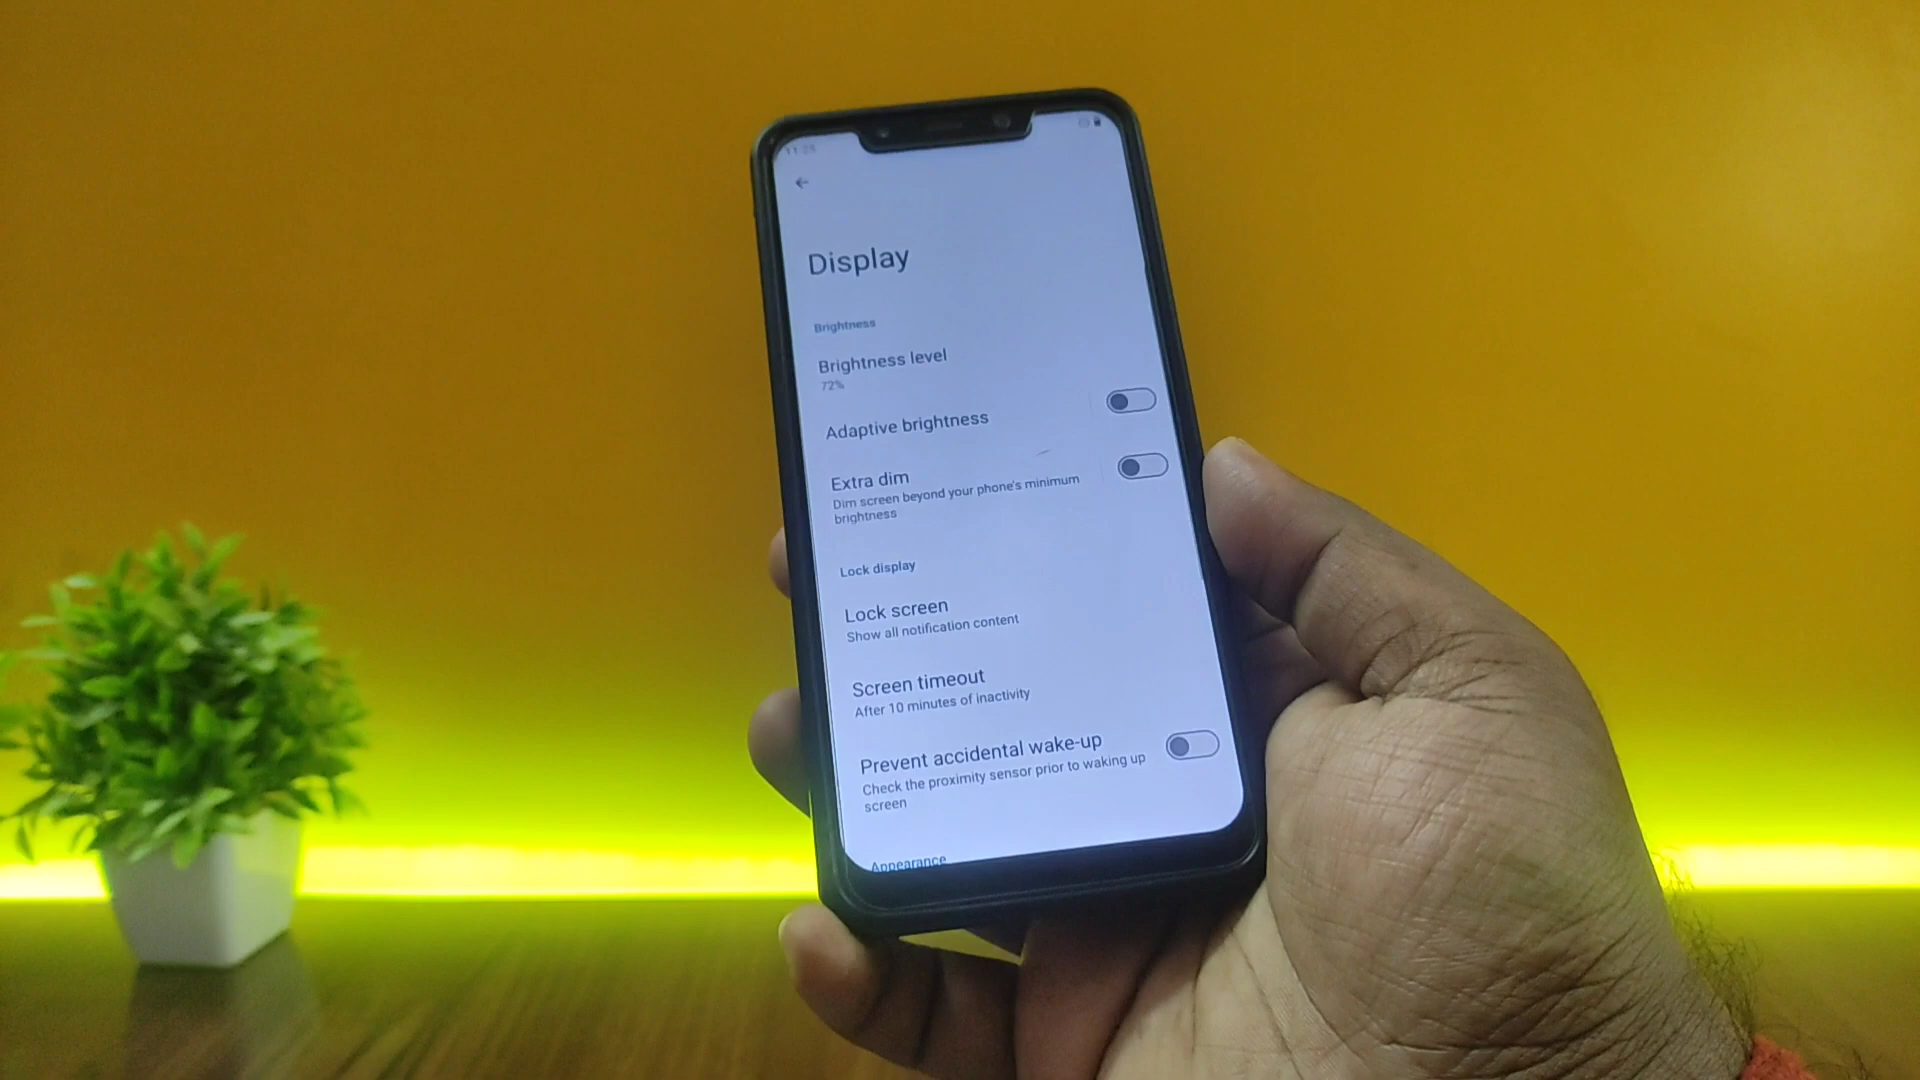 11:25
Display
Brightness
Brightness level
72%
Adaptive brightness
Extra dim
Dim screen beyond your phone's minimum
brightness
Lock display
Lock screen
Show all notification content
Screen timeout
After 10 minutes of inactivity
Prevent accidental wake-up
Check the proximity sensor prior to waking up
screen
Appearance